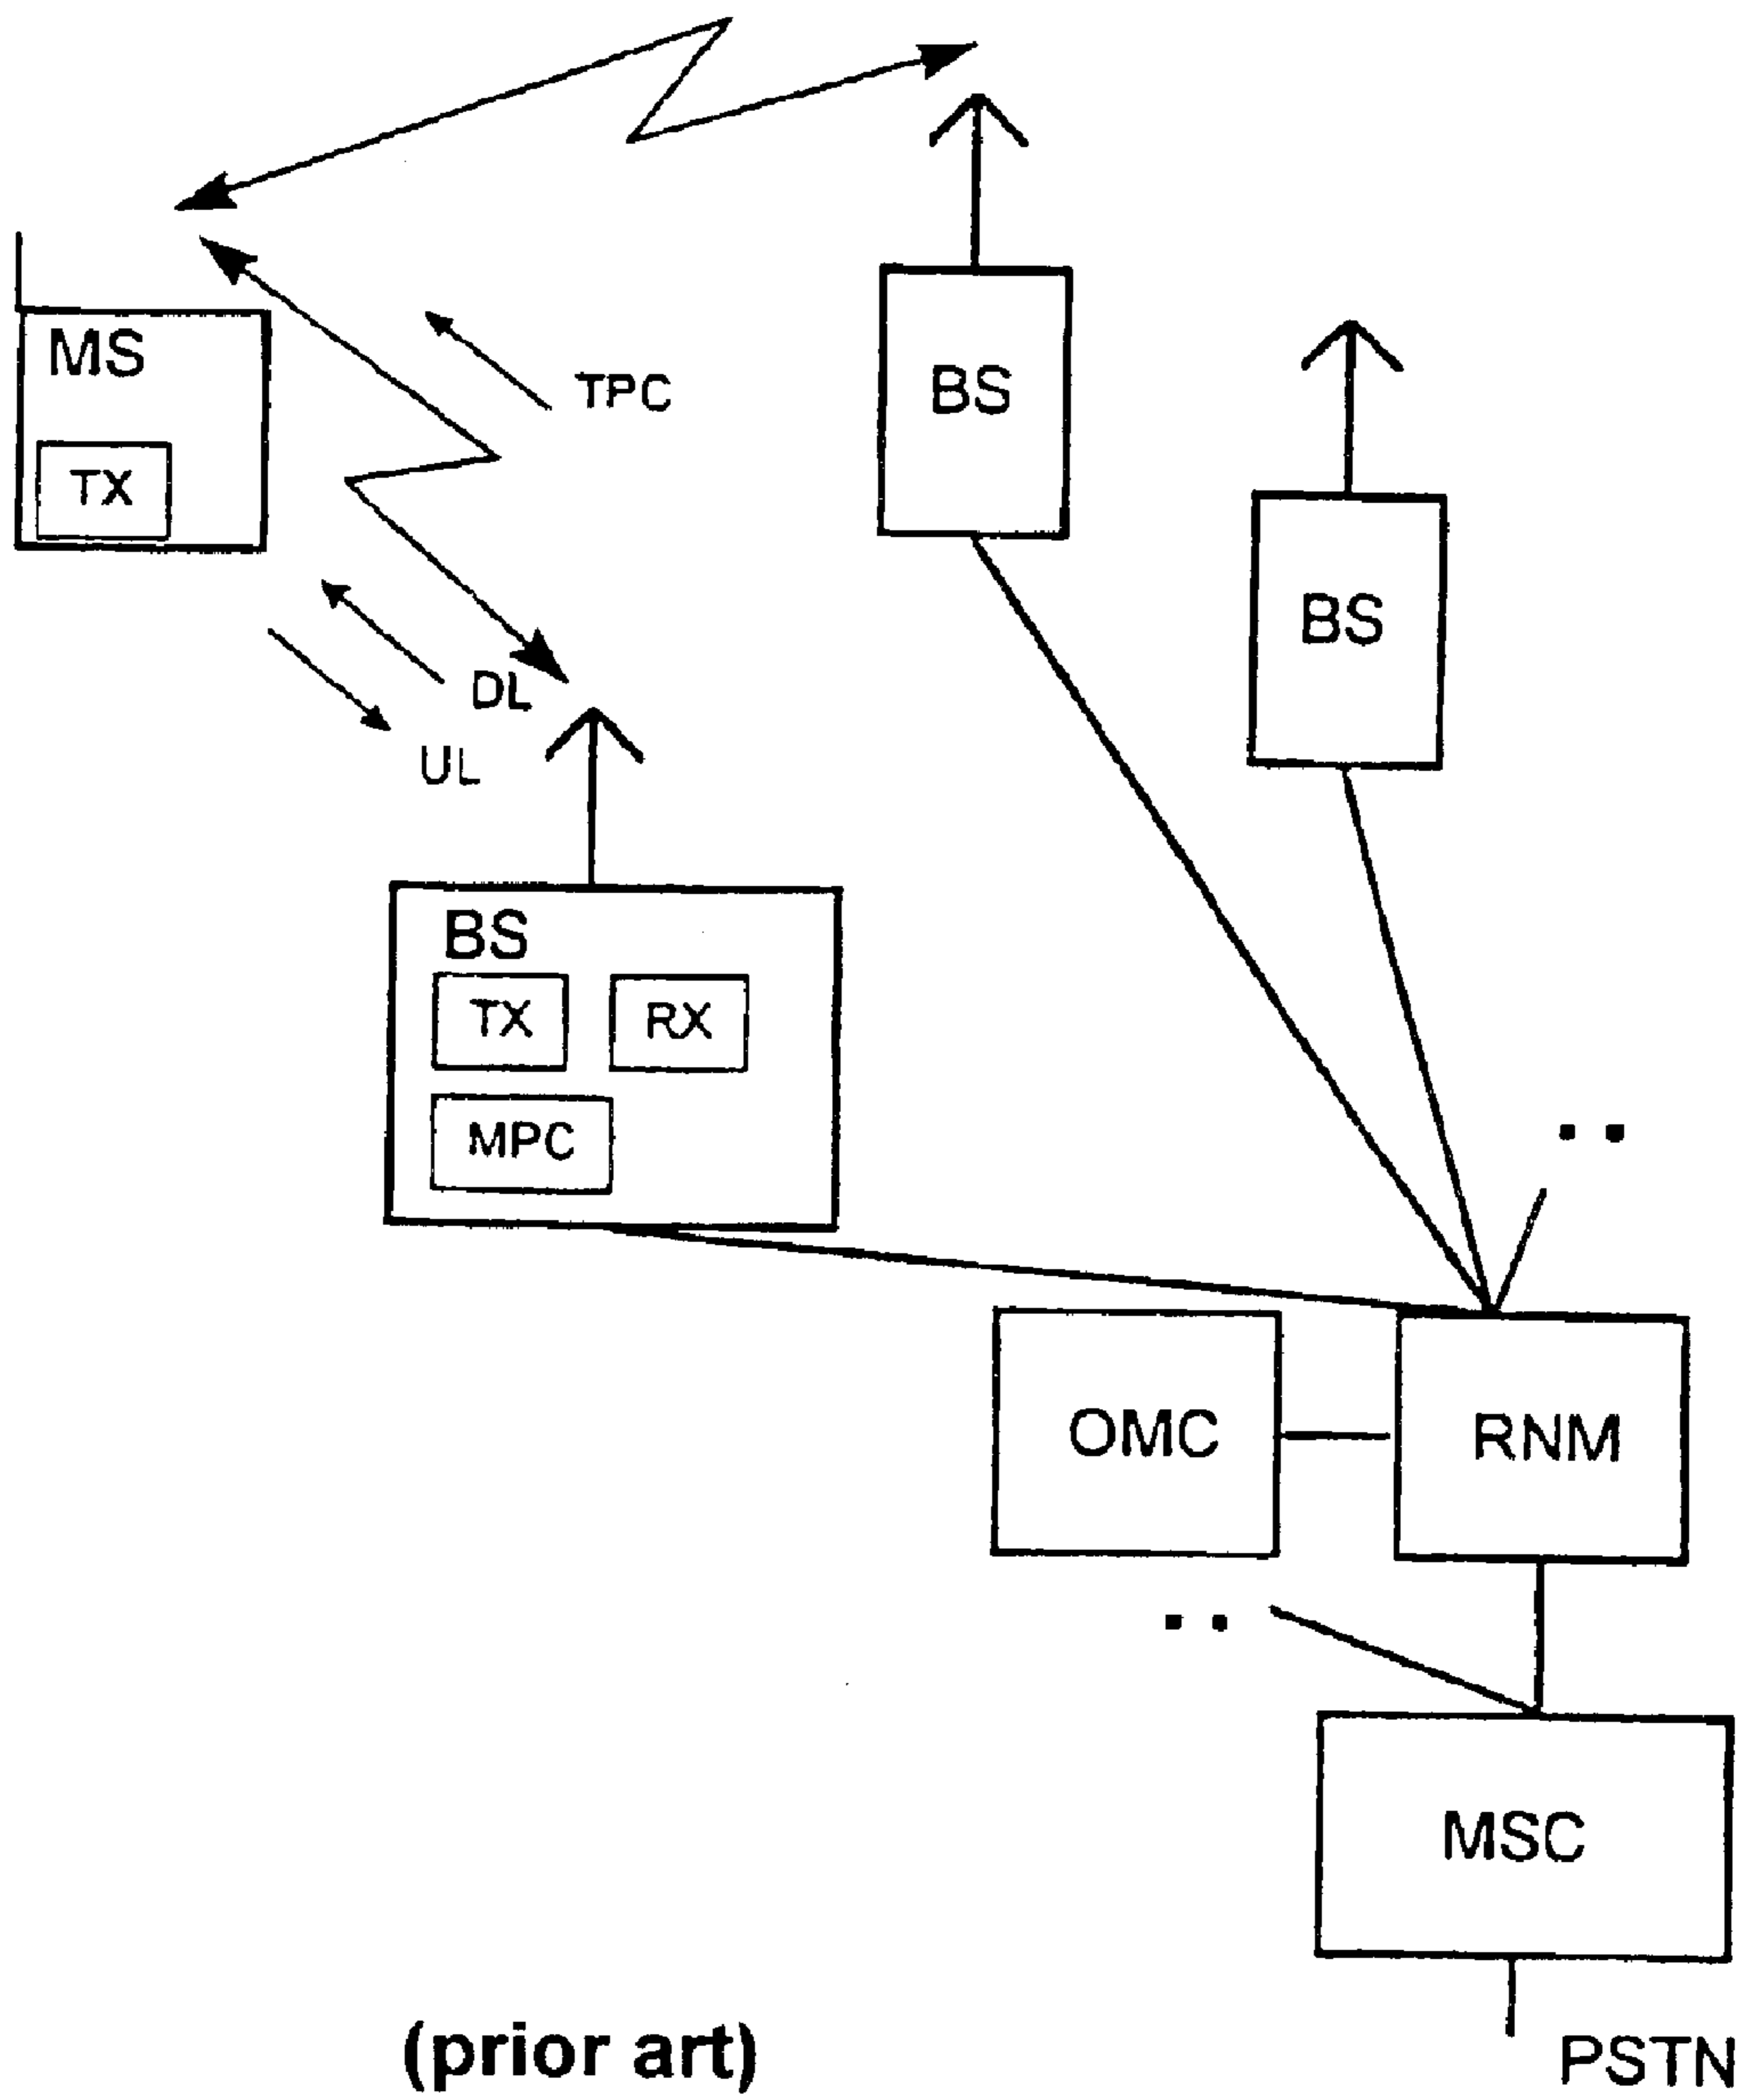 MS
TX
TPC
BS
BS
DL
UL
BS
TX
RX
MPC
OMC
RNM
MSC
(prior art)
PSTN